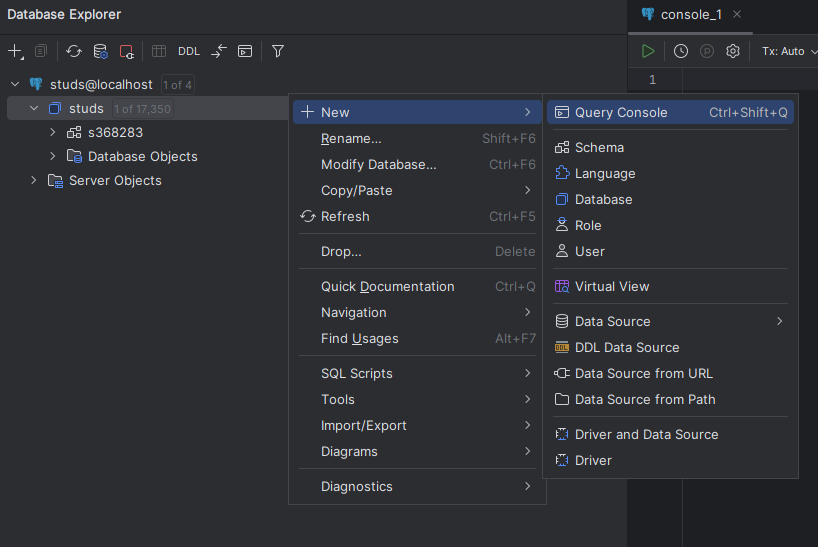 Database Explorer
console_1
DDL
Tx: Auto
studs@localhost 1 of 4
1
studs 1 of 17,350
s368283
Database Objects
Server Objects
New
Rename... Shift+F6
Modify Database... Ctrl+F6
Copy/Paste
Refresh Ctrl+F5
Drop... Delete
Quick Documentation Ctrl+Q
Navigation
Find Usages Alt+F7
SQL Scripts
Tools
Import/Export
Diagrams
Diagnostics
Query Console Ctrl+Shift+Q
Schema
Language
Database
Role
User
Virtual View
Data Source
DDL Data Source
Data Source from URL
Data Source from Path
Driver and Data Source
Driver